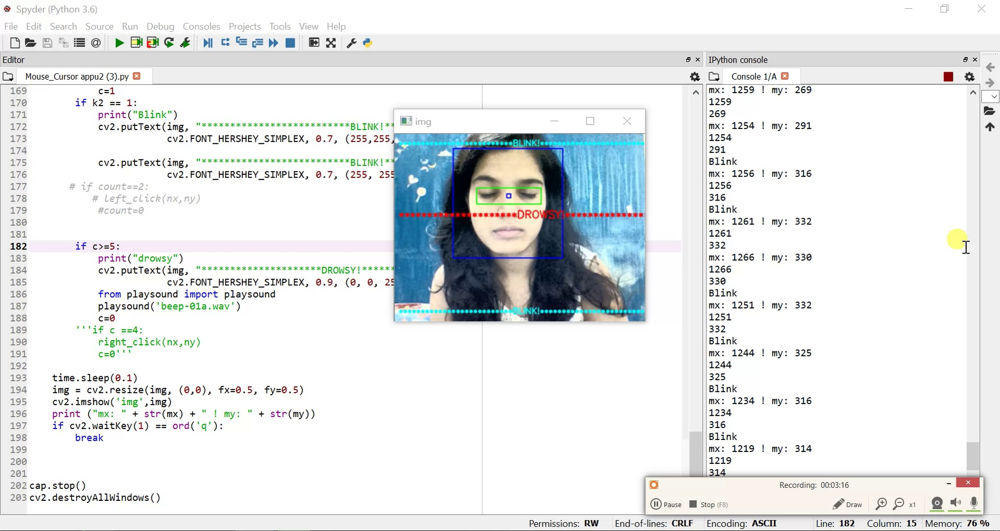 Spyder (Python 3.6)
File Edit Search Source Run Debug Consoles Projects Tools View Help
Editor
Mouse_Cursor appu2 (3).py
169 c=1
170 if k2 == 1:
171 print("Blink")
172 cv2.putText(img, "**************************BLINK!**
173 cv2.FONT_HERSHEY_SIMPLEX, 0.7, (255,255,
174
175 cv2.putText(img, "**************************BLINK!**
176 cv2.FONT_HERSHEY_SIMPLEX, 0.7, (255, 255
177 # if count==2:
178 # left_click(nx,ny)
179 #count=0
180
181
182 if c>=5:
183 print("drowsy")
184 cv2.putText(img, "*********************DROWSY!******
185 cv2.FONT_HERSHEY_SIMPLEX, 0.9, (0, 0, 25
186 from playsound import playsound
187 playsound('beep-01a.wav')
188 c=0
189 '''if c ==4:
190 right_click(nx,ny)
191 c=0'''
192
193 time.sleep(0.1)
194 img = cv2.resize(img, (0,0), fx=0.5, fy=0.5)
195 cv2.imshow('img',img)
196 print ("mx: " + str(mx) + " ! my: " + str(my))
197 if cv2.waitKey(1) == ord('q'):
198 break
199
200
201
202 cap.stop()
203 cv2.destroyAllWindows()
img
BLINK!
DROWSY!
BLINK!
IPython console
Console 1/A
mx: 1259 ! my: 269
1259
269
mx: 1254 ! my: 291
1254
291
Blink
mx: 1256 ! my: 316
1256
316
Blink
mx: 1261 ! my: 332
1261
332
mx: 1266 ! my: 330
1266
330
Blink
mx: 1251 ! my: 332
1251
332
Blink
mx: 1244 ! my: 325
1244
325
Blink
mx: 1234 ! my: 316
1234
316
Blink
mx: 1219 ! my: 314
1219
314
Recording: 00:03:16
Pause Stop (F8) Draw x1
Permissions: RW End-of-lines: CRLF Encoding: ASCII Line: 182 Column: 15 Memory: 76 %